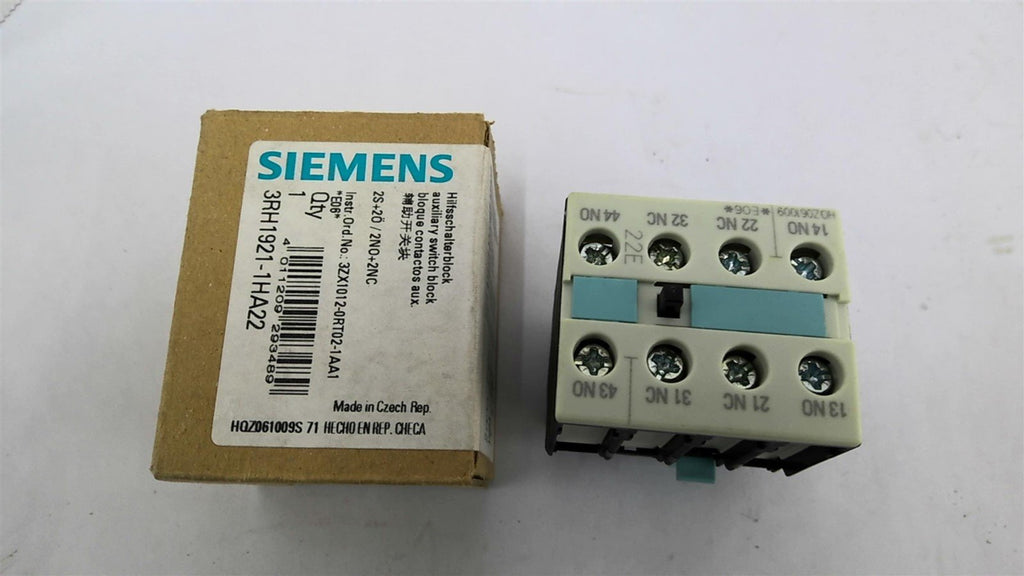 SIEMENS
Hilfsschalterblock
auxiliary switch block
bloque contactos aux.
辅助开关块
2S+2Ö / 2NO+2NC
Instr.Ord.No.: 3ZX1012-0RT02-1AA1
*E06*
Qty
1
3RH1921-1HA22
4 011209 293489
Made in Czech Rep.
HQZ061009S 71 HECHO EN REP. CHECA
13 NO
21 NC
31 NC
43 NO
14 NO
22 NC
32 NC
44 NO
HQZ061009
*E06*
22E